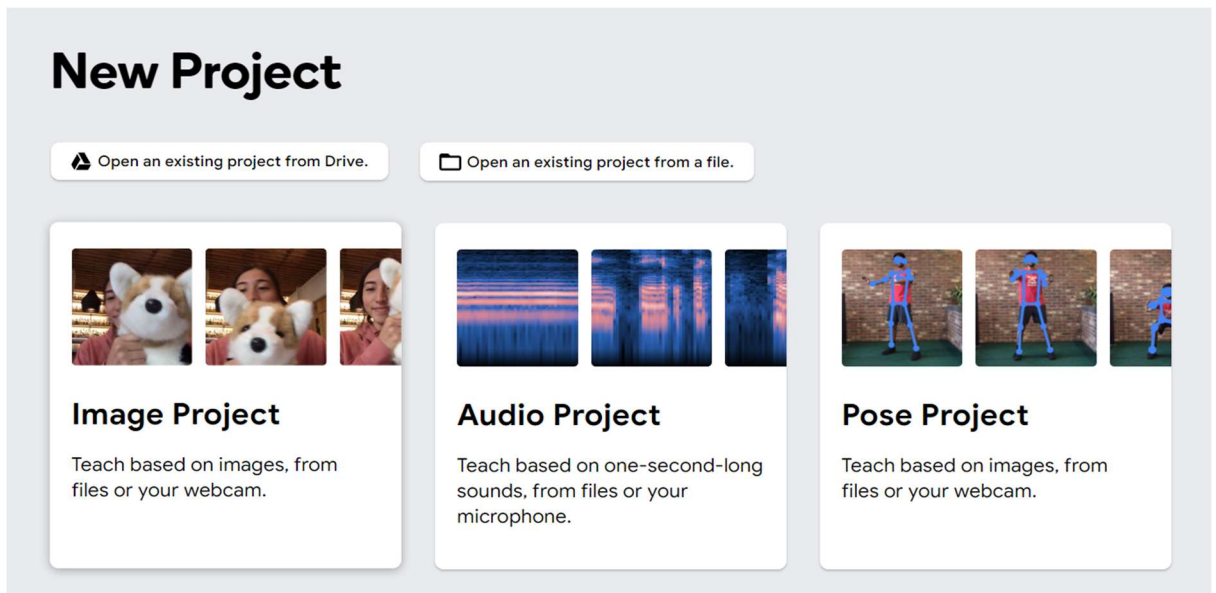 New Project
Open an existing project from Drive.
Open an existing project from a file.
Image Project
Teach based on images, from
files or your webcam.
Audio Project
Teach based on one-second-long
sounds, from files or your
microphone.
Pose Project
Teach based on images, from
files or your webcam.